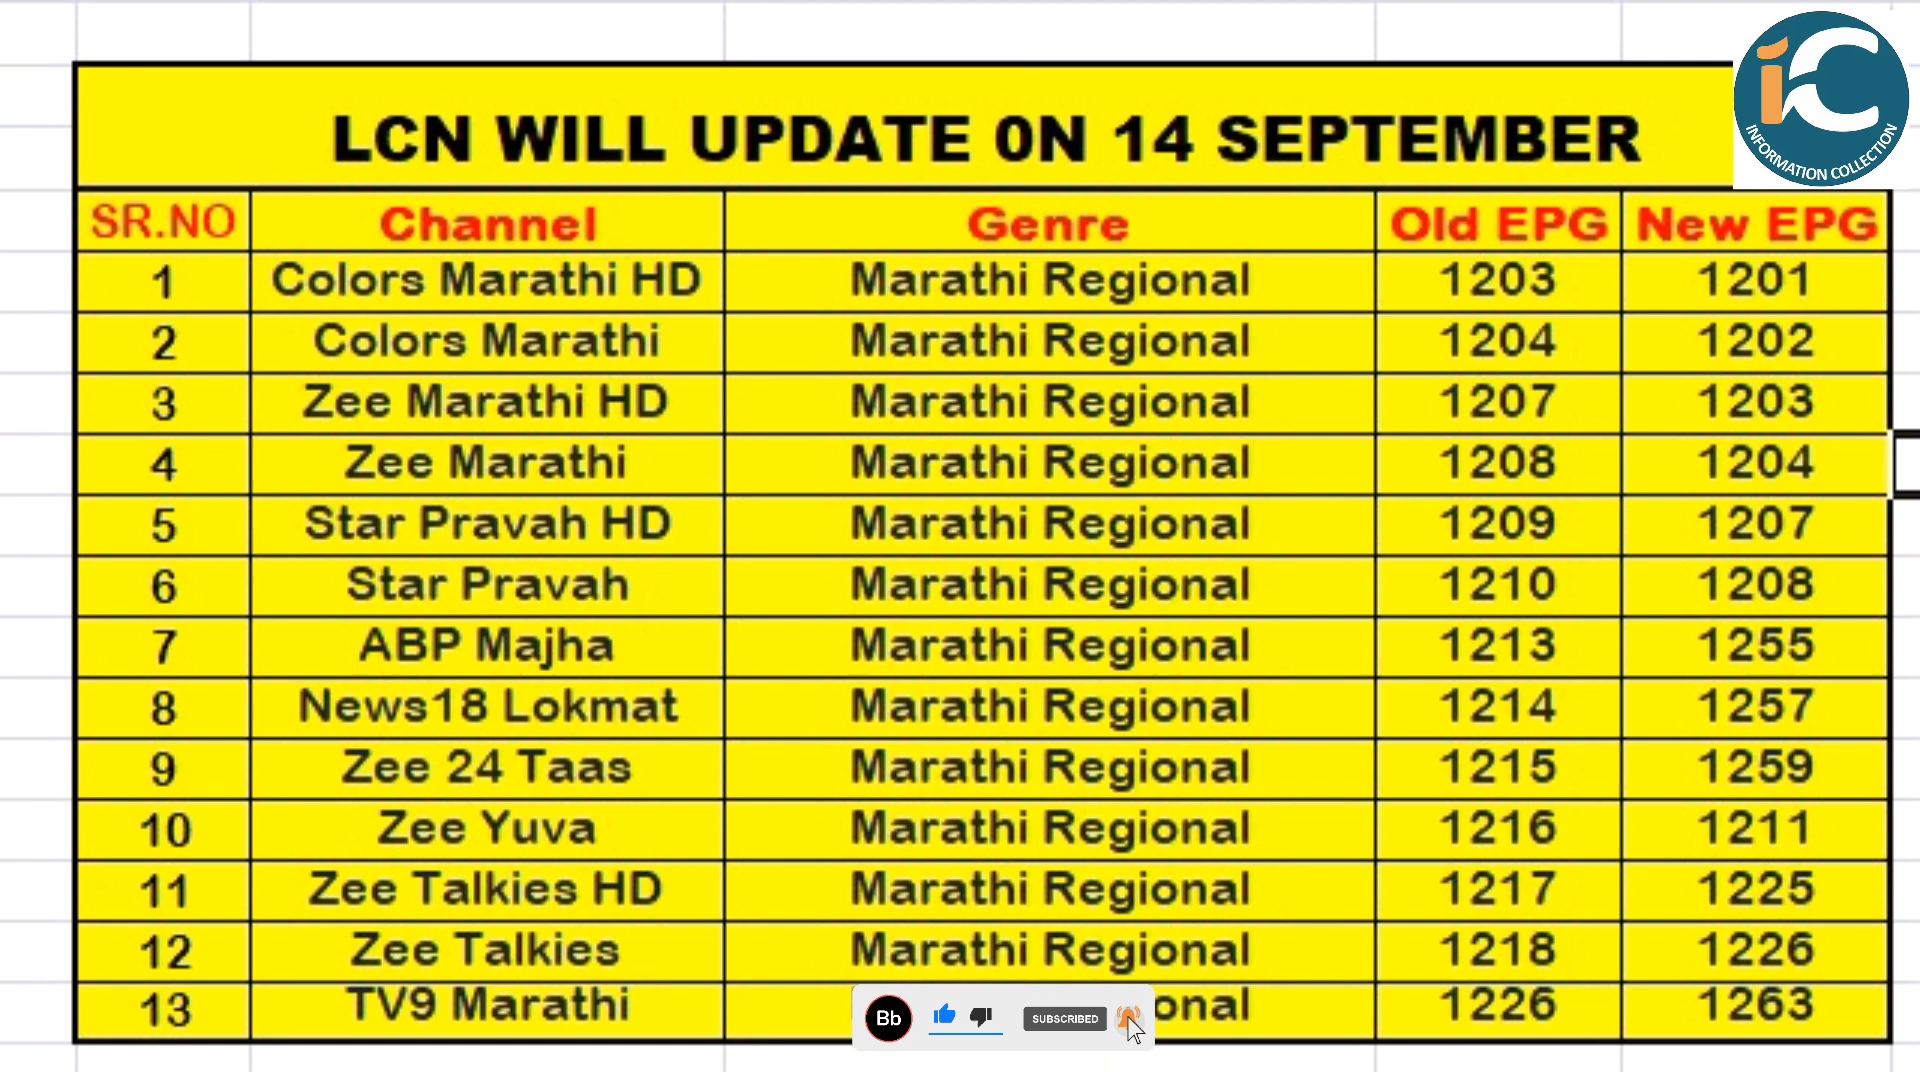 iC
INFORMATION COLLECTION
LCN WILL UPDATE 0N 14 SEPTEMBER
SR.NO Channel Genre Old EPG New EPG
1 Colors Marathi HD Marathi Regional 1203 1201
2 Colors Marathi Marathi Regional 1204 1202
3 Zee Marathi HD Marathi Regional 1207 1203
4 Zee Marathi Marathi Regional 1208 1204
5 Star Pravah HD Marathi Regional 1209 1207
6 Star Pravah Marathi Regional 1210 1208
7 ABP Majha Marathi Regional 1213 1255
8 News18 Lokmat Marathi Regional 1214 1257
9 Zee 24 Taas Marathi Regional 1215 1259
10 Zee Yuva Marathi Regional 1216 1211
11 Zee Talkies HD Marathi Regional 1217 1225
12 Zee Talkies Marathi Regional 1218 1226
13 TV9 Marathi 1226 1263
Bb SUBSCRIBED